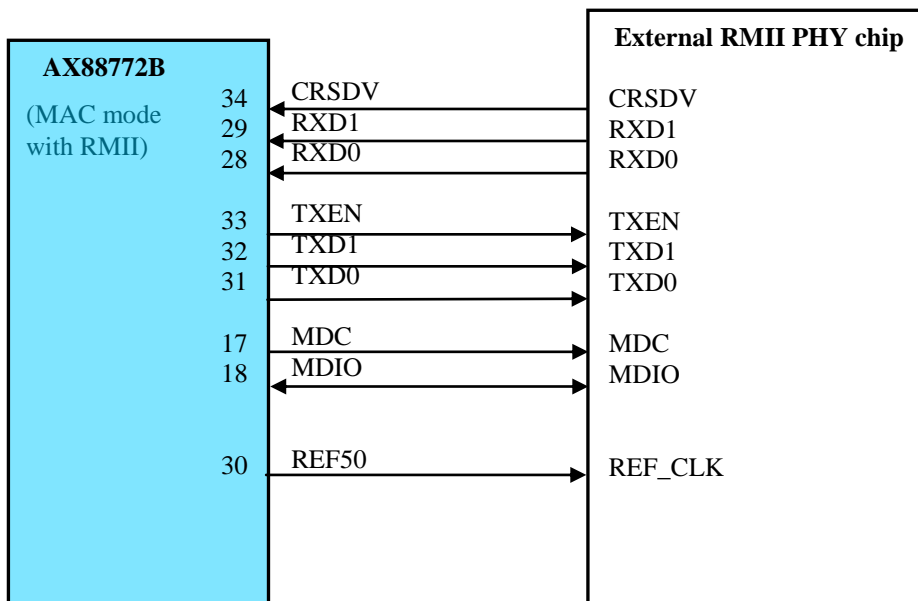 External RMII PHY chip
AX88772B
(MAC mode
with RMII)
34 CRSDV CRSDV
29 RXD1 RXD1
28 RXD0 RXD0
33 TXEN TXEN
32 TXD1 TXD1
31 TXD0 TXD0
17 MDC MDC
18 MDIO MDIO
30 REF50 REF_CLK